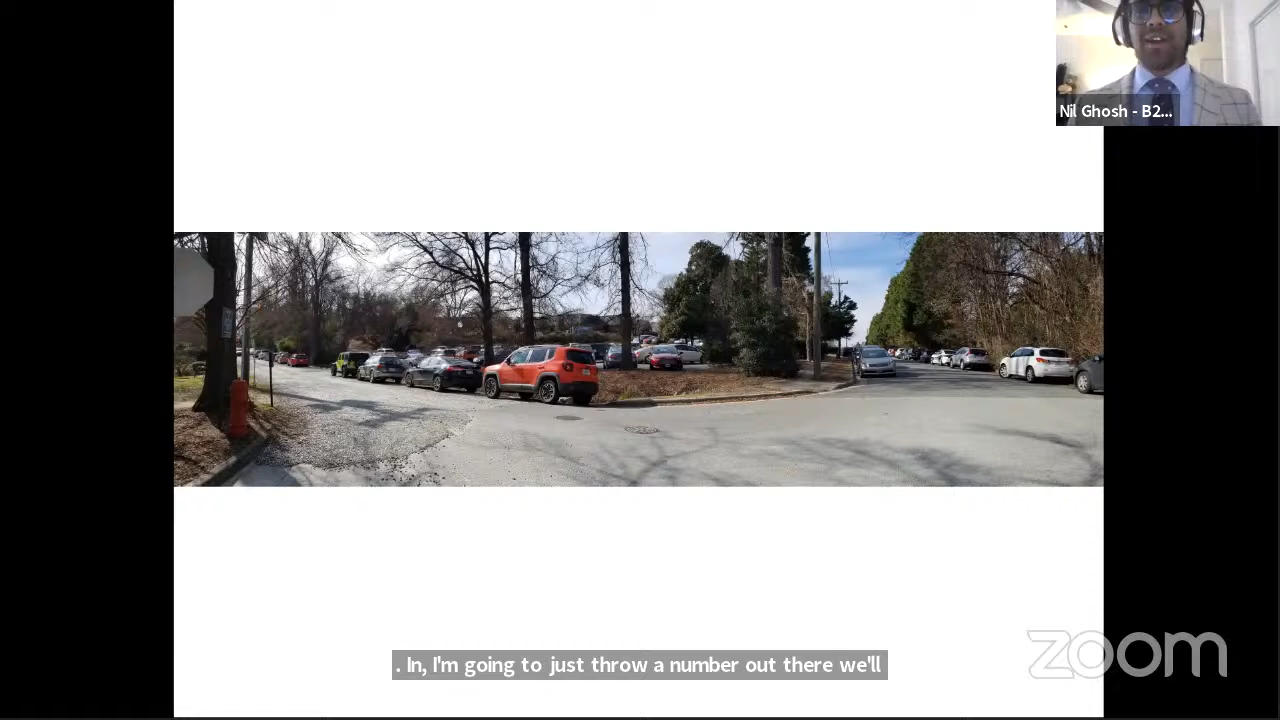 Nil Ghosh - B2...
. In, I'm going to just throw a number out there we'll
zoom